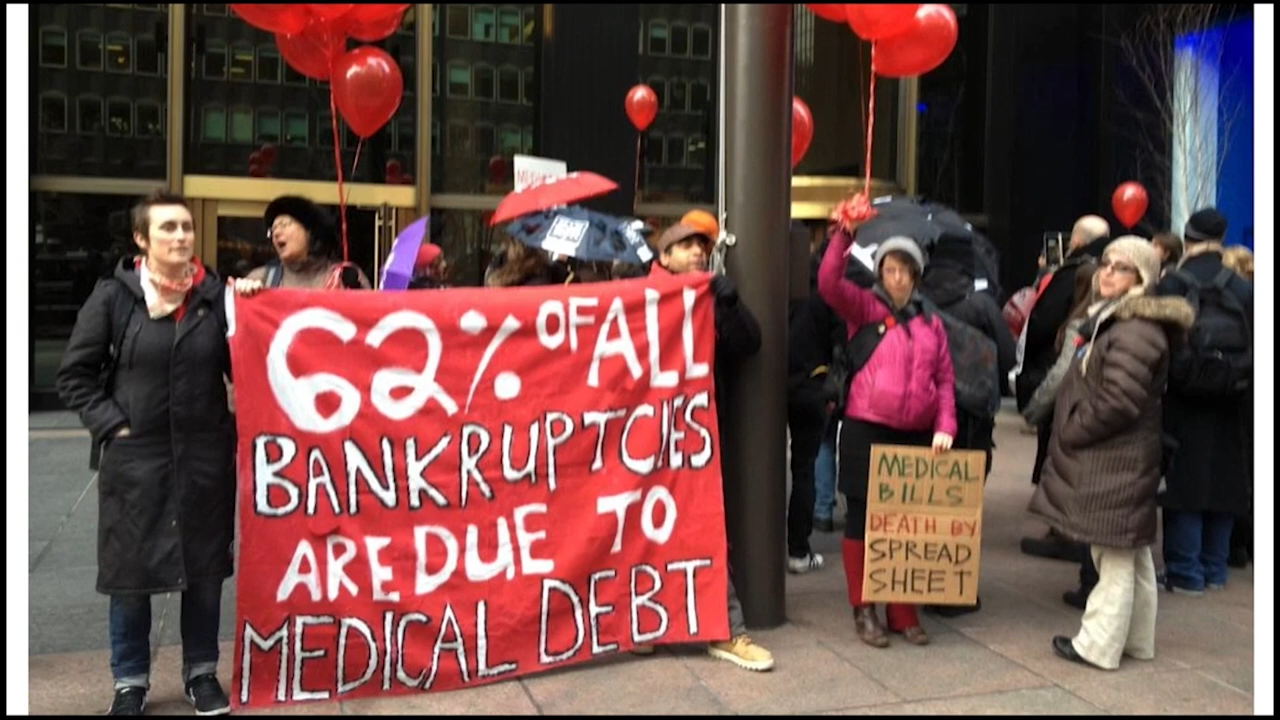 62% OF ALL
BANKRUPTCIES
ARE DUE TO
MEDICAL DEBT
MEDICAL
BILLS
DEATH BY
SPREAD
SHEET